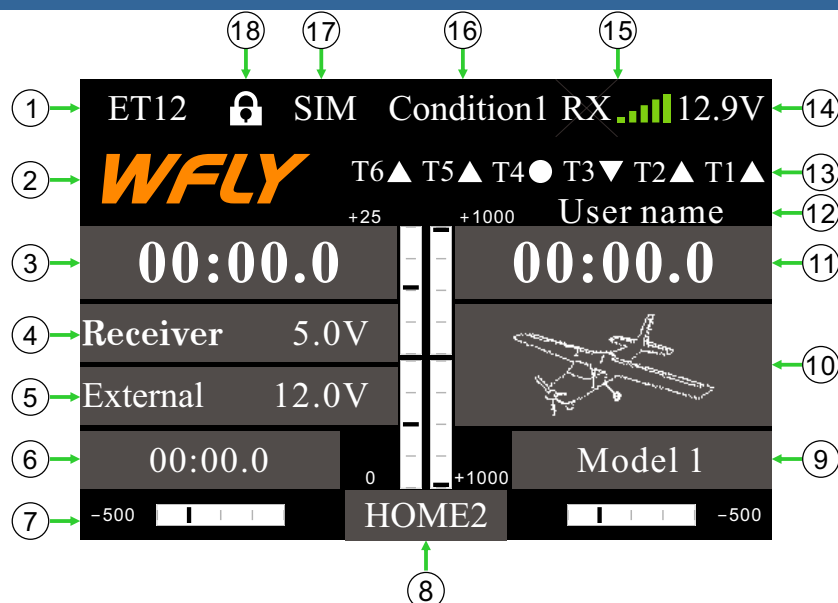 18 17 16 15
1 ET12 SIM Condition1 RX 12.9V 14
2 WFLY T6▲ T5▲ T4● T3▼ T2▲ T1▲ 13
+25 +1000 User name 12
3 00:00.0 00:00.0 11
4 Receiver 5.0V
10
5 External 12.0V
6 00:00.0 0 +1000 Model 1 9
7 −500 HOME2 −500
8